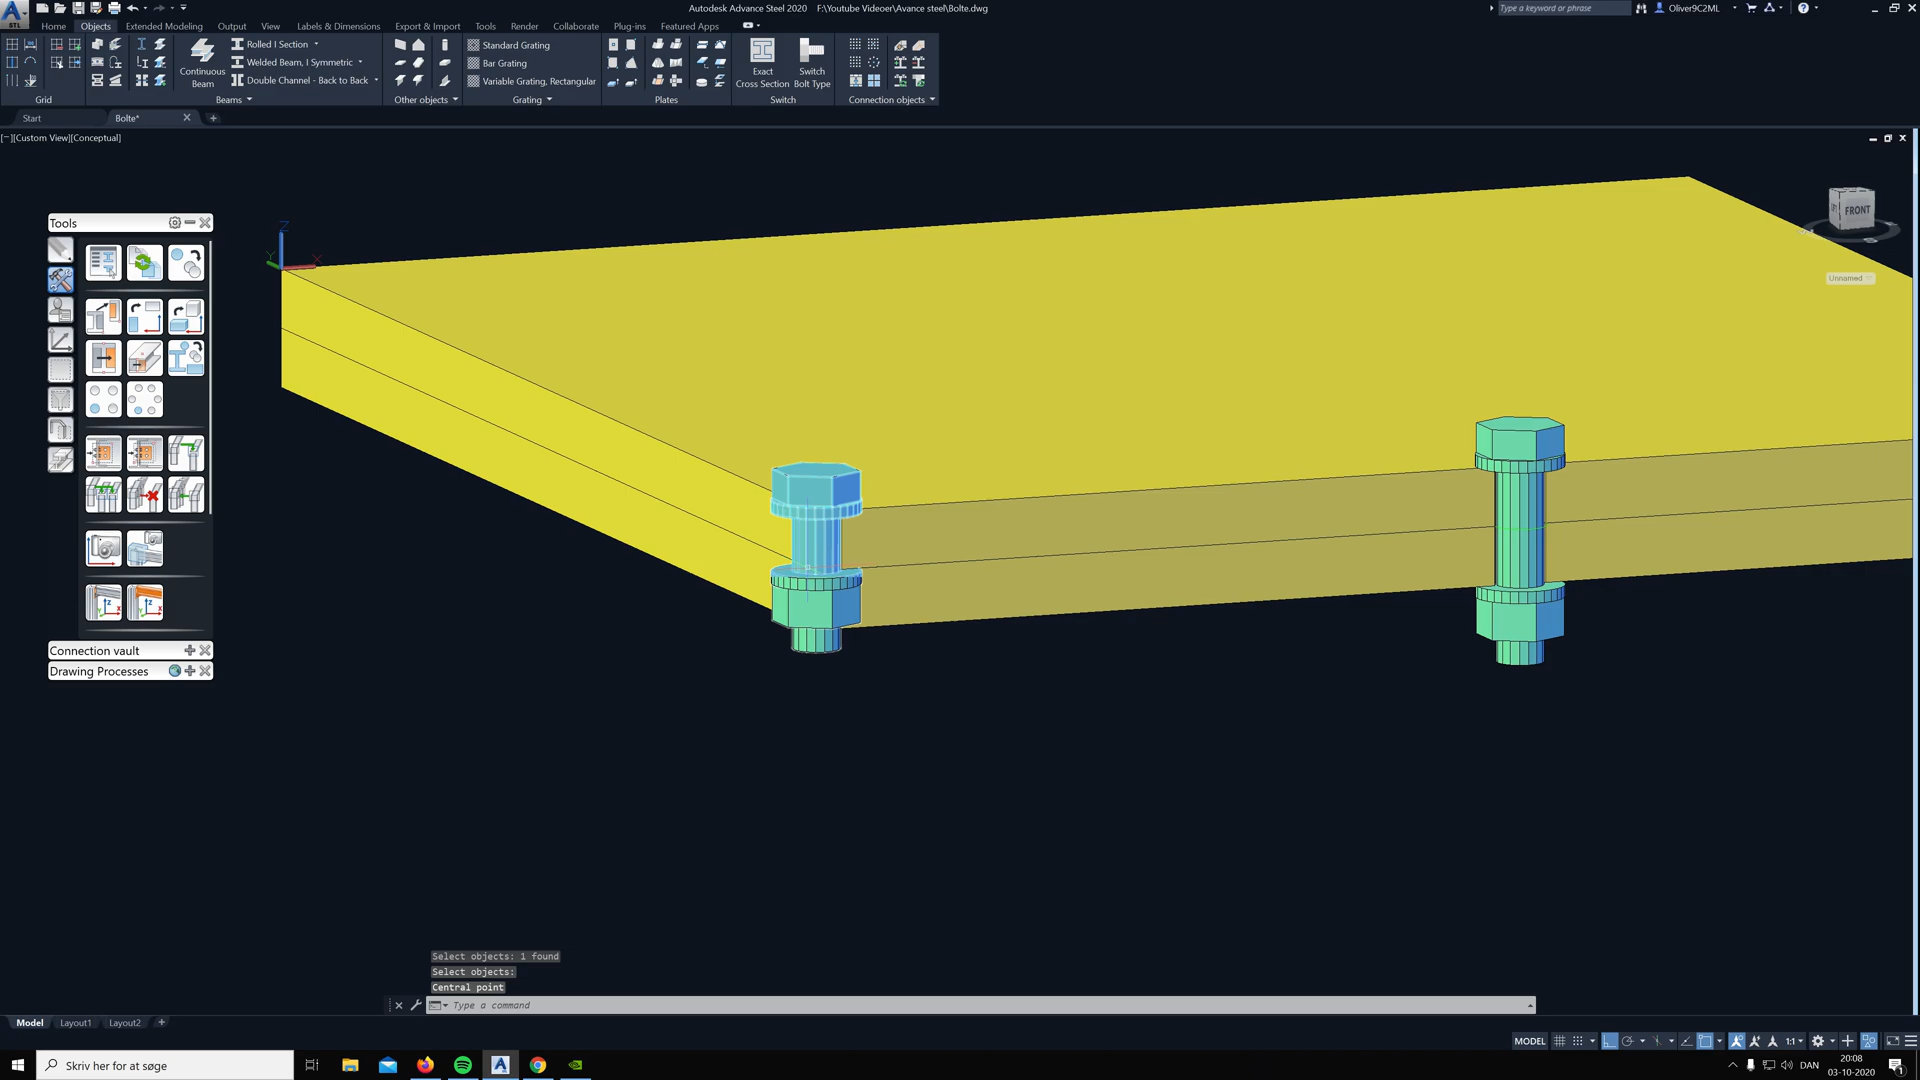 Autodesk Advance Steel 2020 F:\Youtube Videoer\Avance steel\Bolte.dwg
Type a keyword or phrase
Oliver9C2ML
STL
Home Objects Extended Modeling Output View Labels & Dimensions Export & Import Tools Render Collaborate Plug-ins Featured Apps
Continuous
Beam
Rolled I Section
Welded Beam, I Symmetric
Double Channel - Back to Back
Standard Grating
Bar Grating
Variable Grating, Rectangular
Exact
Cross Section
Switch
Bolt Type
Grid
Beams
Other objects
Grating
Plates
Switch
Connection objects
Start
Bolte*
[−][Custom View][Conceptual]
FRONT
Unnamed
Tools
Z
Y
X
Connection vault
Drawing Processes
Select objects: 1 found
Select objects:
Central point
Type a command
Model Layout1 Layout2
MODEL
1:1
Skriv her for at søge
DAN
20:08
03-10-2020
1